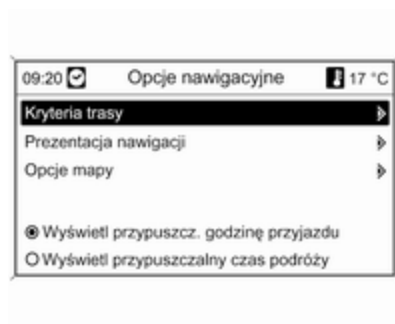 09:20 Opcje nawigacyjne 17 °C
Kryteria trasy
Prezentacja nawigacji
Opcje mapy
Wyświetl przypuszcz. godzinę przyjazdu
Wyświetl przypuszczalny czas podróży